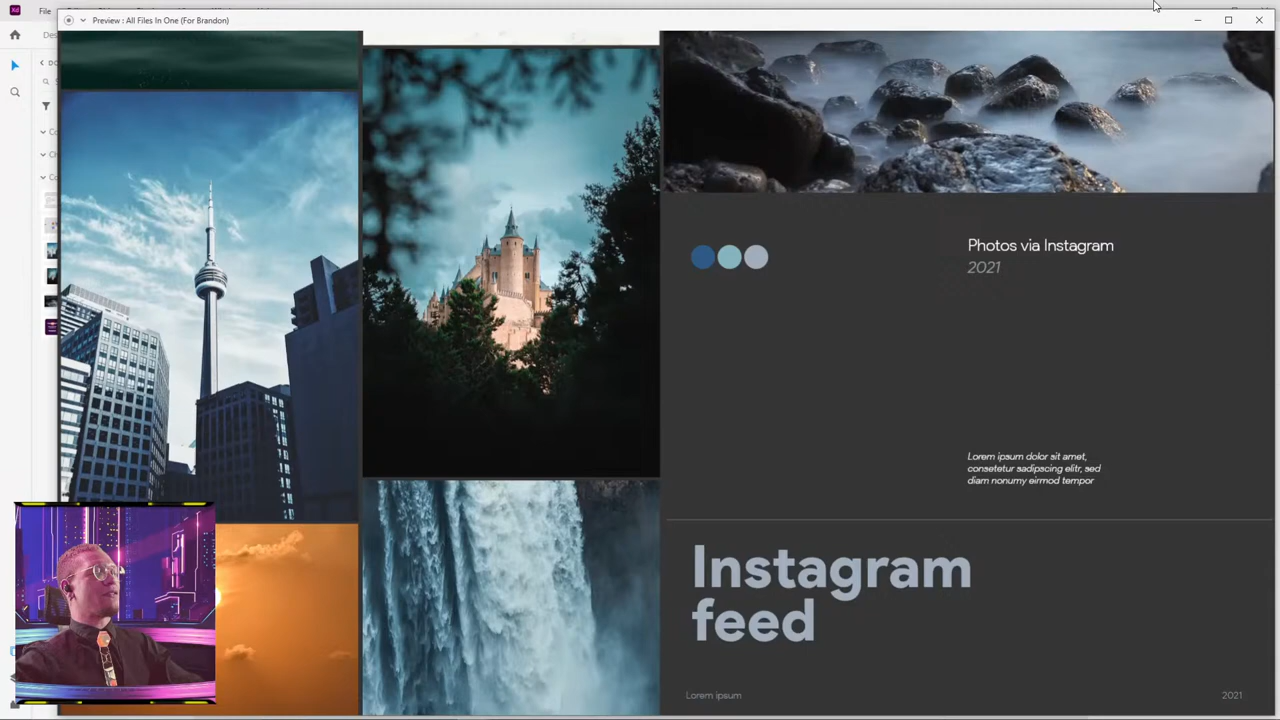 Xd
File
Preview : All Files In One (For Brandon)
Photos via Instagram
2021
Lorem ipsum dolor sit amet,
consetetur sadipscing elitr, sed
diam nonumy eirmod tempor
Instagram
feed
Lorem ipsum
2021